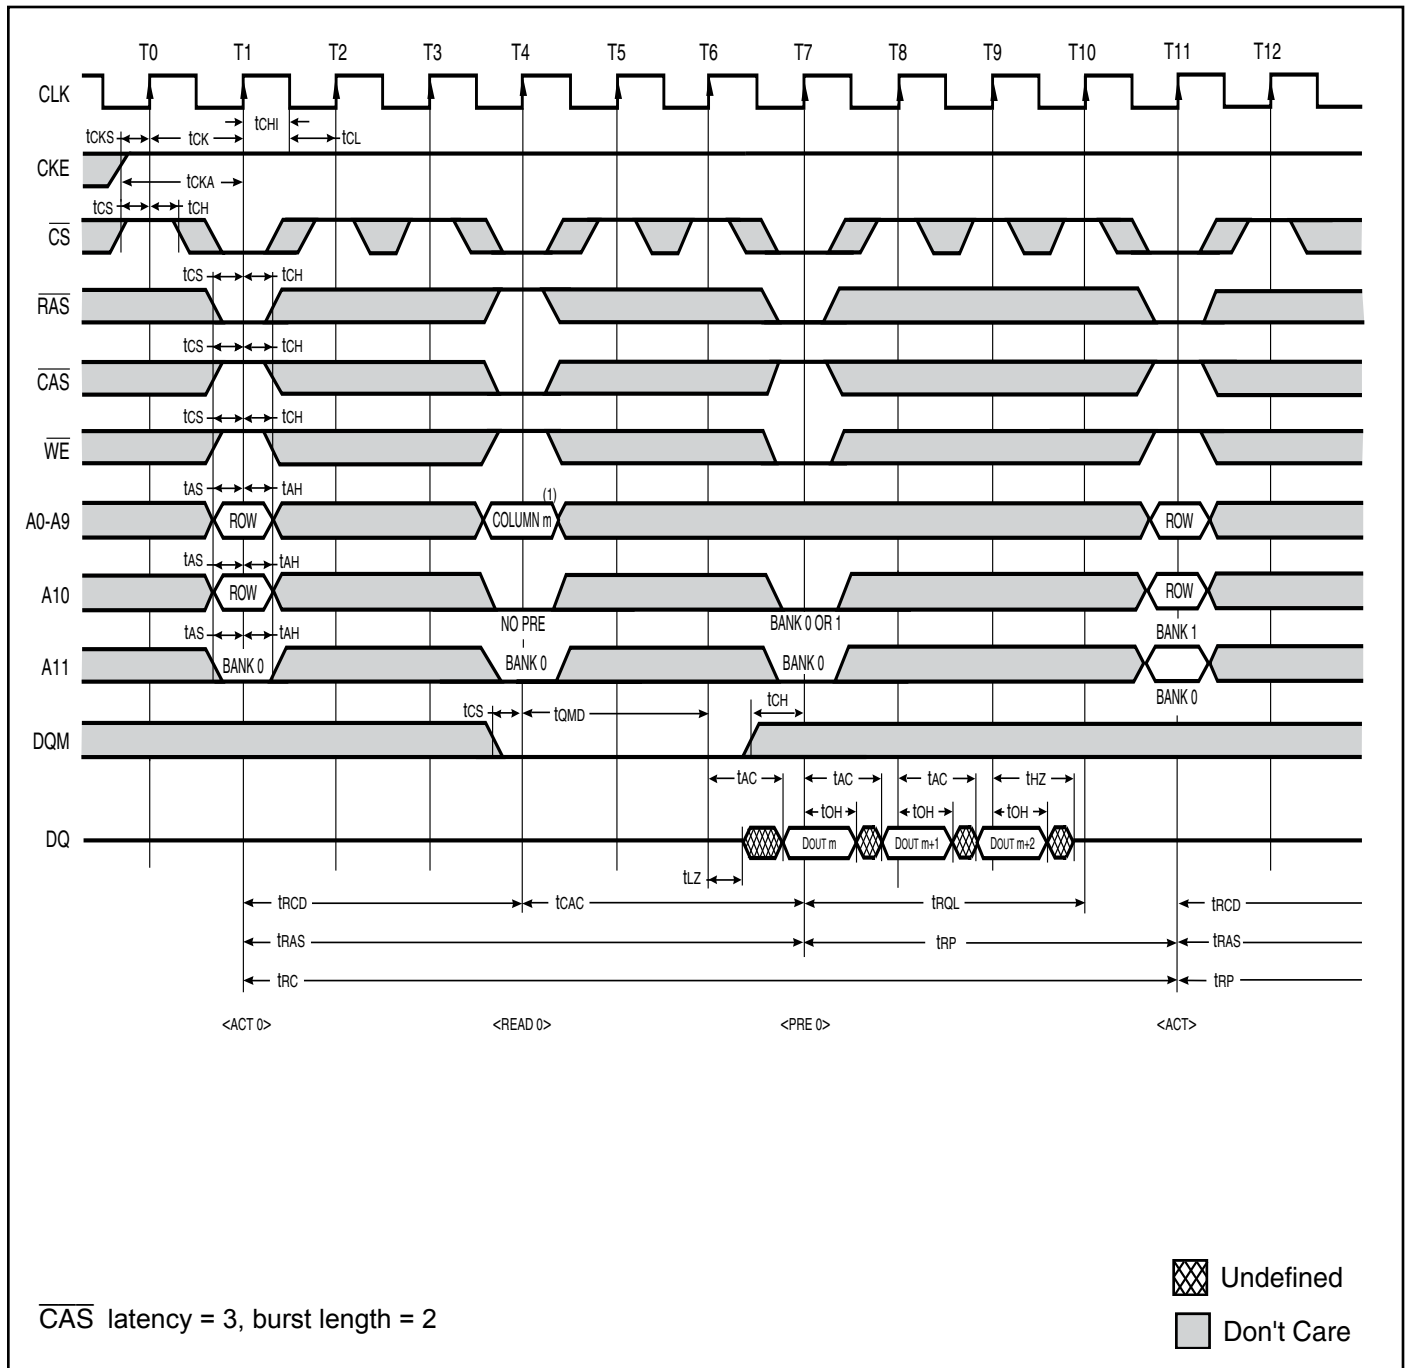 T0 T1 T2 T3 T4 T5 T6 T7 T8 T9 T10 T11 T12
CLK
tCHI
tCKS tCK tCL
CKE
tCKA
tCS tCH
CS
tCS tCH
RAS
tCS tCH
CAS
tCS tCH
WE
tAS tAH
(1)
A0-A9 ROW COLUMN m ROW
tAS tAH
A10 ROW ROW
NO PRE BANK 0 OR 1 BANK 1
tAS tAH
A11 BANK 0 BANK 0 BANK 0
BANK 0
tCS tQMD tCH
DQM
tAC tAC tAC tHZ
tOH tOH tOH
DQ DOUT m DOUT m+1 DOUT m+2
tLZ
tRCD tCAC tRQL tRCD
tRAS tRP tRAS
tRC tRP
<ACT 0> <READ 0> <PRE 0> <ACT>
Undefined
CAS latency = 3, burst length = 2
Don't Care